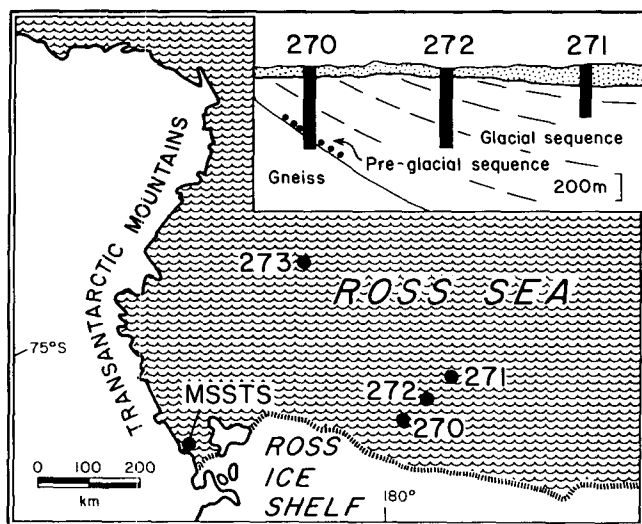 270
272
271
Glacial sequence
Pre-glacial sequence
Gneiss
200m
TRANSANTARCTIC MOUNTAINS
273
ROSS SEA
75°S
MSSTS
271
272
270
ROSS
ICE
SHELF
0 100 200
km
180°